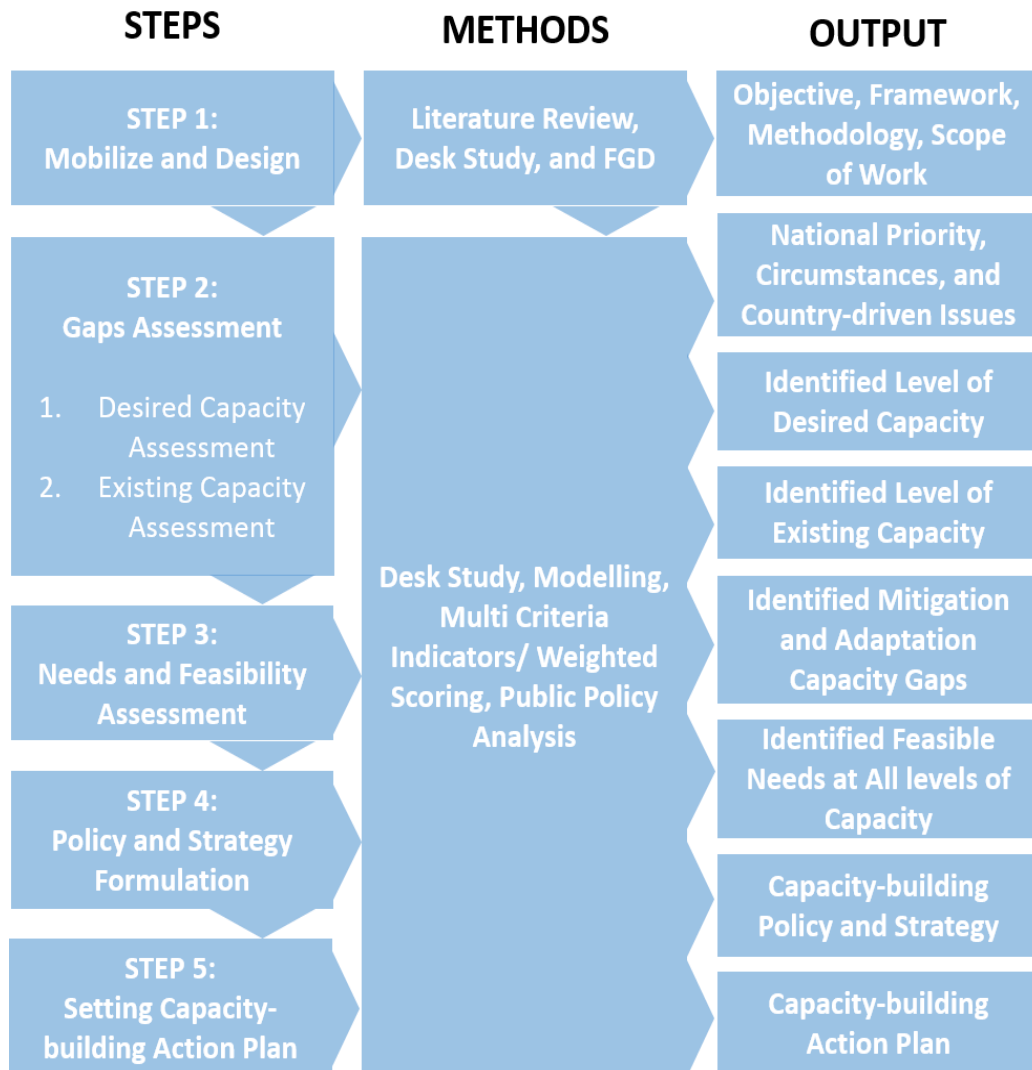 STEPS
METHODS
OUTPUT
STEP 1:
Mobilize and Design
Literature Review,
Desk Study, and FGD
Objective, Framework,
Methodology, Scope
of Work
STEP 2:
Gaps Assessment
1. Desired Capacity
Assessment
2. Existing Capacity
Assessment
STEP 3:
Needs and Feasibility
Assessment
STEP 4:
Policy and Strategy
Formulation
STEP 5:
Setting Capacity-
building Action Plan
Desk Study, Modelling,
Multi Criteria
Indicators/ Weighted
Scoring, Public Policy
Analysis
National Priority,
Circumstances, and
Country-driven Issues
Identified Level of
Desired Capacity
Identified Level of
Existing Capacity
Identified Mitigation
and Adaptation
Capacity Gaps
Identified Feasible
Needs at All levels of
Capacity
Capacity-building
Policy and Strategy
Capacity-building
Action Plan